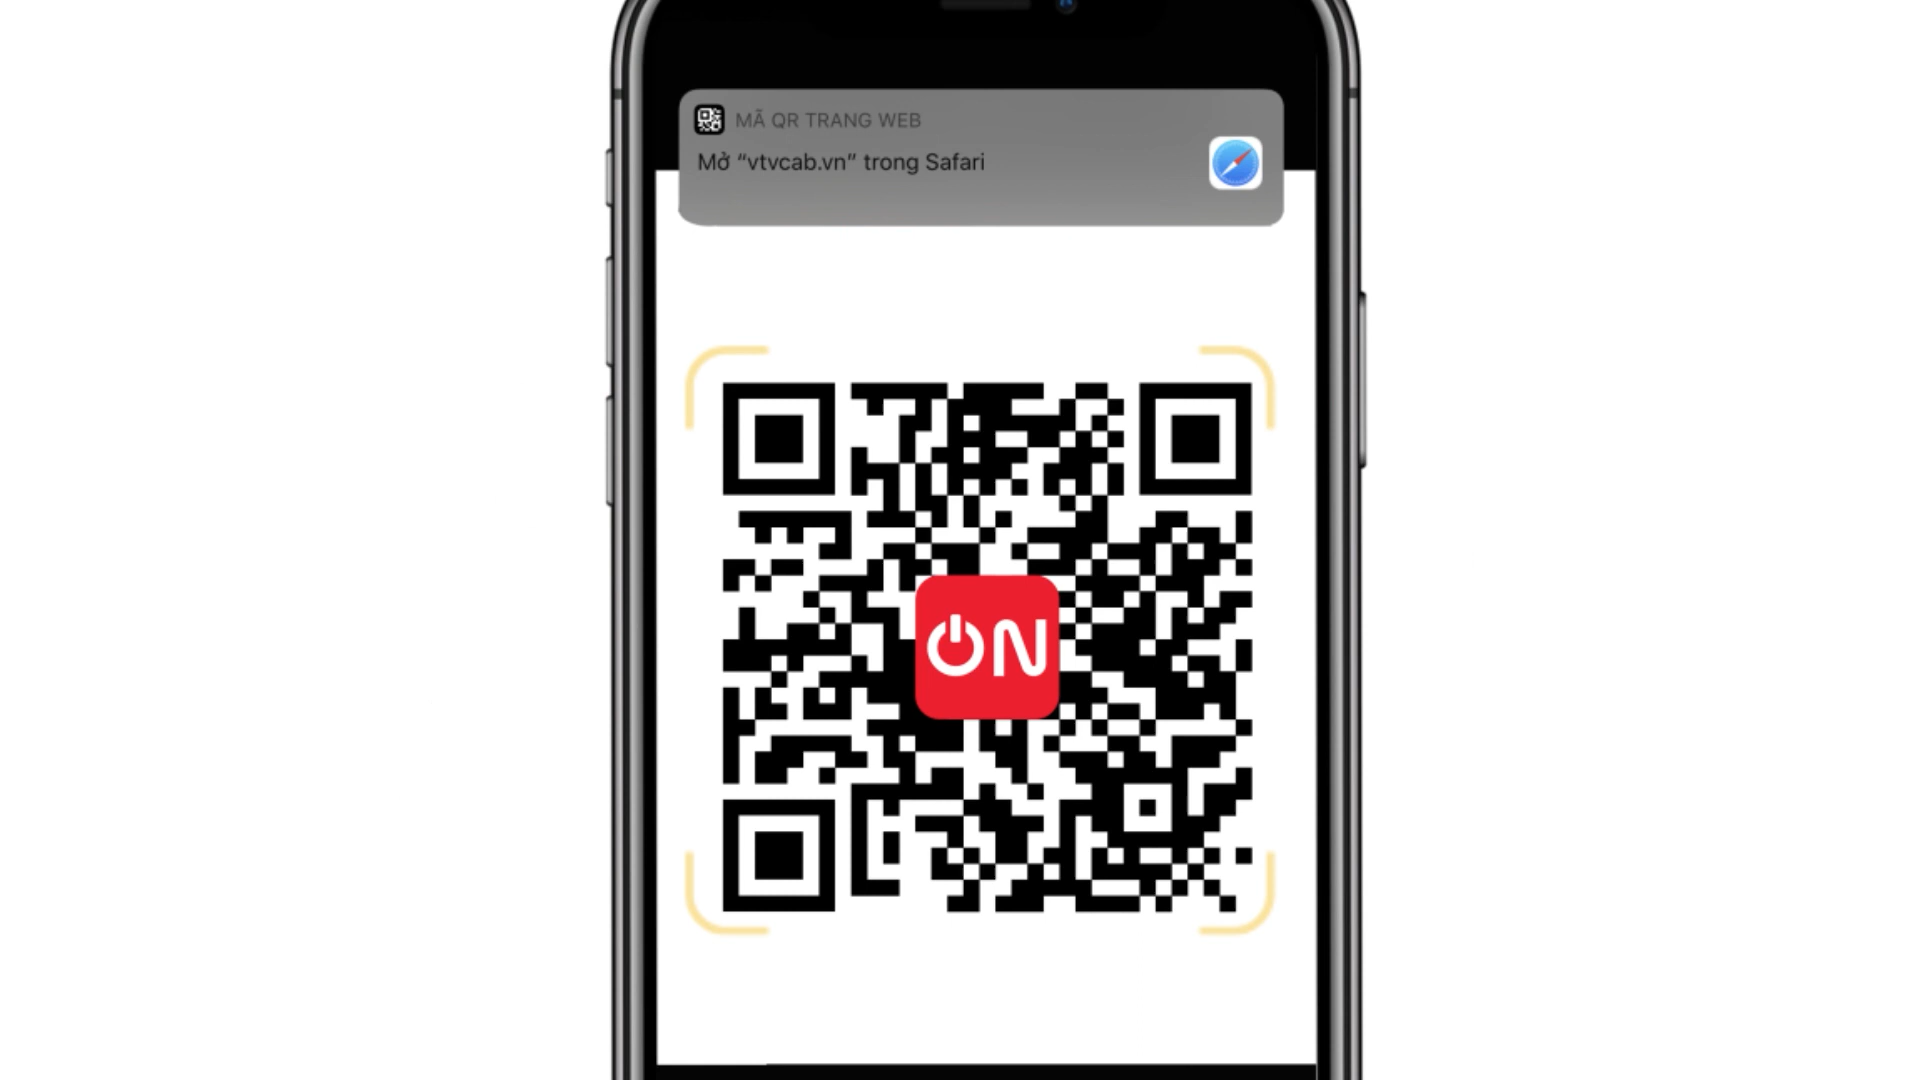 MÃ QR TRANG WEB
Mở “vtvcab.vn” trong Safari
ON